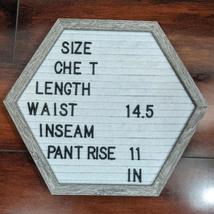 SIZE
CHE T
LENGTH
WAIST 14.5
INSEAM
PANT RISE 11
IN